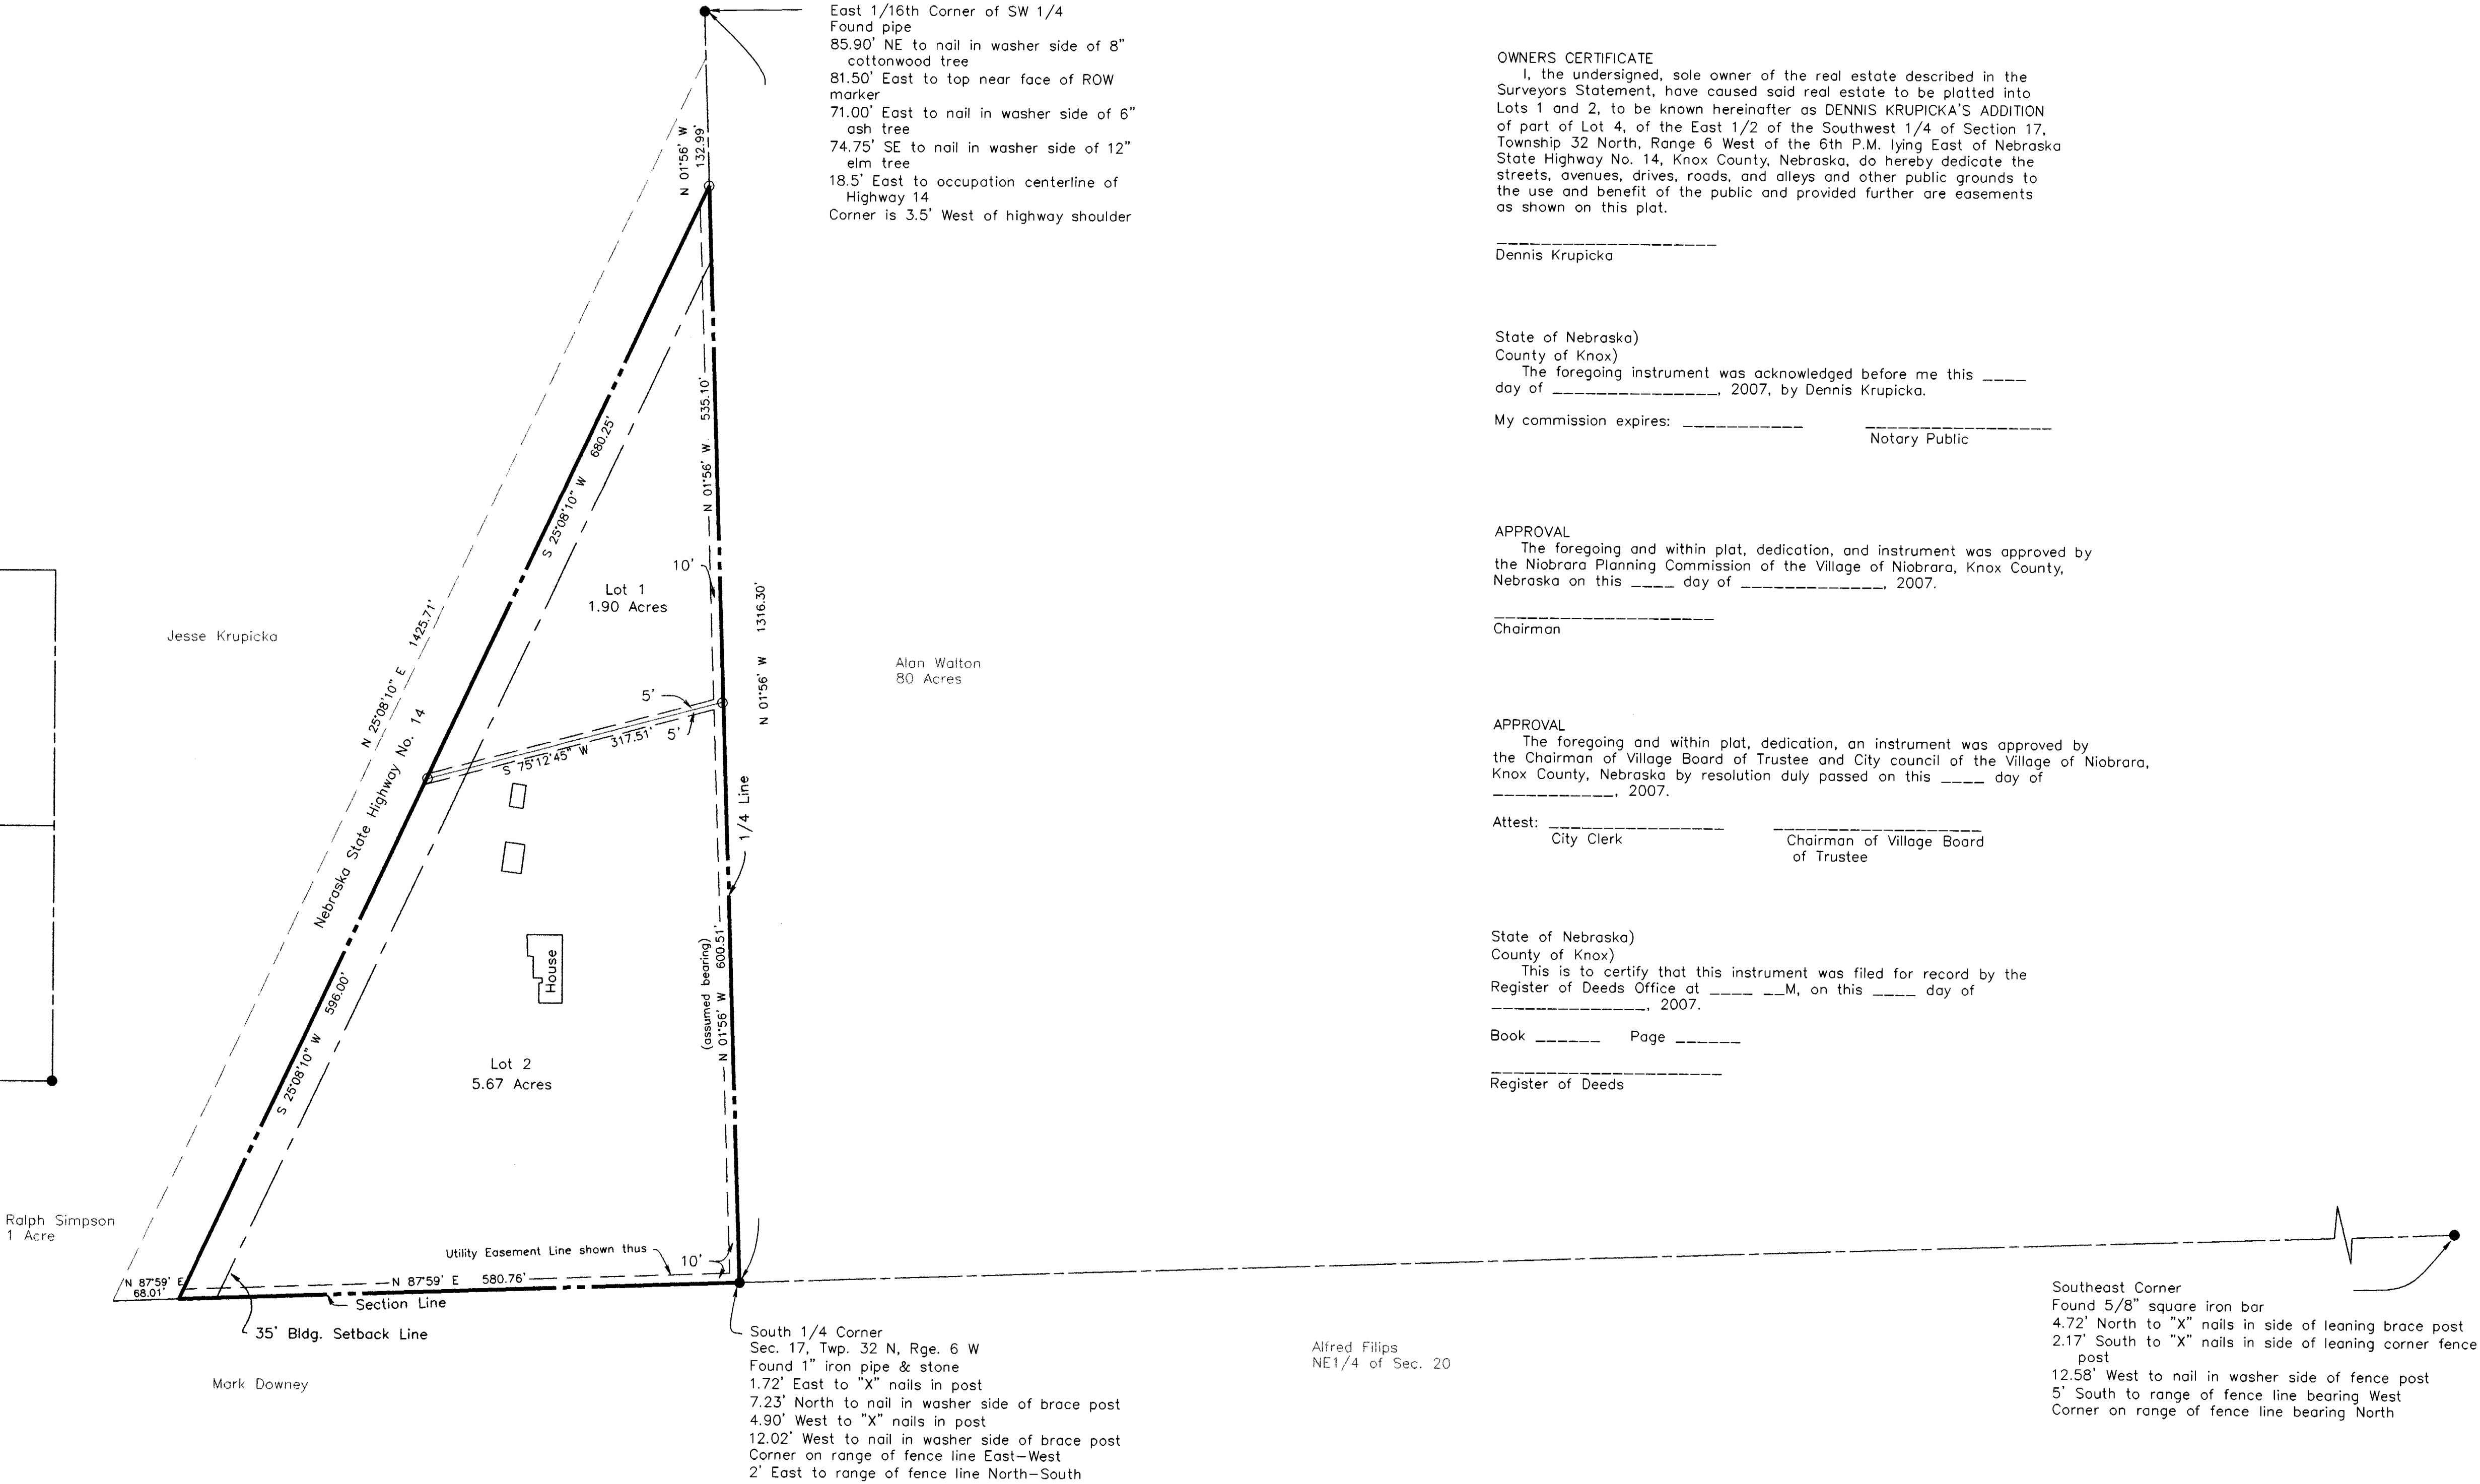 East 1/16th Corner of SW 1/4
Found pipe
85.90' NE to nail in washer side of 8"
cottonwood tree
81.50' East to top near face of ROW
marker
71.00' East to nail in washer side of 6"
ash tree
74.75' SE to nail in washer side of 12"
elm tree
18.5' East to occupation centerline of
Highway 14
Corner is 3.5' West of highway shoulder
N 01°56' W
132.99'
S 25°08'10" W 680.25'
N 01°56' W 535.10'
10'
Lot 1
1.90 Acres
N 01°56' W 1316.30'
Jesse Krupicka
N 25°08'10" E 1425.71'
Nebraska State Highway No. 14
Alan Walton
80 Acres
5'
S 75°12'45" W 317.51' 5'
1/4 Line
House
(assumed bearing)
N 01°56' W 600.51'
S 25°08'10" W 596.00'
Lot 2
5.67 Acres
Ralph Simpson
1 Acre
Utility Easement Line shown thus
10'
N 87°59' E
68.01'
N 87°59' E 580.76'
Section Line
35' Bldg. Setback Line
Mark Downey
South 1/4 Corner
Sec. 17, Twp. 32 N, Rge. 6 W
Found 1" iron pipe & stone
1.72' East to "X" nails in post
7.23' North to nail in washer side of brace post
4.90' West to "X" nails in post
12.02' West to nail in washer side of brace post
Corner on range of fence line East-West
2' East to range of fence line North-South
Alfred Filips
NE1/4 of Sec. 20
Southeast Corner
Found 5/8" square iron bar
4.72' North to "X" nails in side of leaning brace post
2.17' South to "X" nails in side of leaning corner fence
post
12.58' West to nail in washer side of fence post
5' South to range of fence line bearing West
Corner on range of fence line bearing North
OWNERS CERTIFICATE
I, the undersigned, sole owner of the real estate described in the
Surveyors Statement, have caused said real estate to be platted into
Lots 1 and 2, to be known hereinafter as DENNIS KRUPICKA'S ADDITION
of part of Lot 4, of the East 1/2 of the Southwest 1/4 of Section 17,
Township 32 North, Range 6 West of the 6th P.M. lying East of Nebraska
State Highway No. 14, Knox County, Nebraska, do hereby dedicate the
streets, avenues, drives, roads, and alleys and other public grounds to
the use and benefit of the public and provided further are easements
as shown on this plat.
____________________
Dennis Krupicka
State of Nebraska)
County of Knox)
The foregoing instrument was acknowledged before me this ____
day of _______________, 2007, by Dennis Krupicka.
My commission expires: ___________ _________________
Notary Public
APPROVAL
The foregoing and within plat, dedication, and instrument was approved by
the Niobrara Planning Commission of the Village of Niobrara, Knox County,
Nebraska on this ____ day of _____________, 2007.
____________________
Chairman
APPROVAL
The foregoing and within plat, dedication, an instrument was approved by
the Chairman of Village Board of Trustee and City council of the Village of Niobrara,
Knox County, Nebraska by resolution duly passed on this ____ day of
___________, 2007.
Attest: ________________ ___________________
City Clerk Chairman of Village Board
of Trustee
State of Nebraska)
County of Knox)
This is to certify that this instrument was filed for record by the
Register of Deeds Office at ____ __M, on this ____ day of
______________, 2007.
Book ______ Page ______
_____________________
Register of Deeds